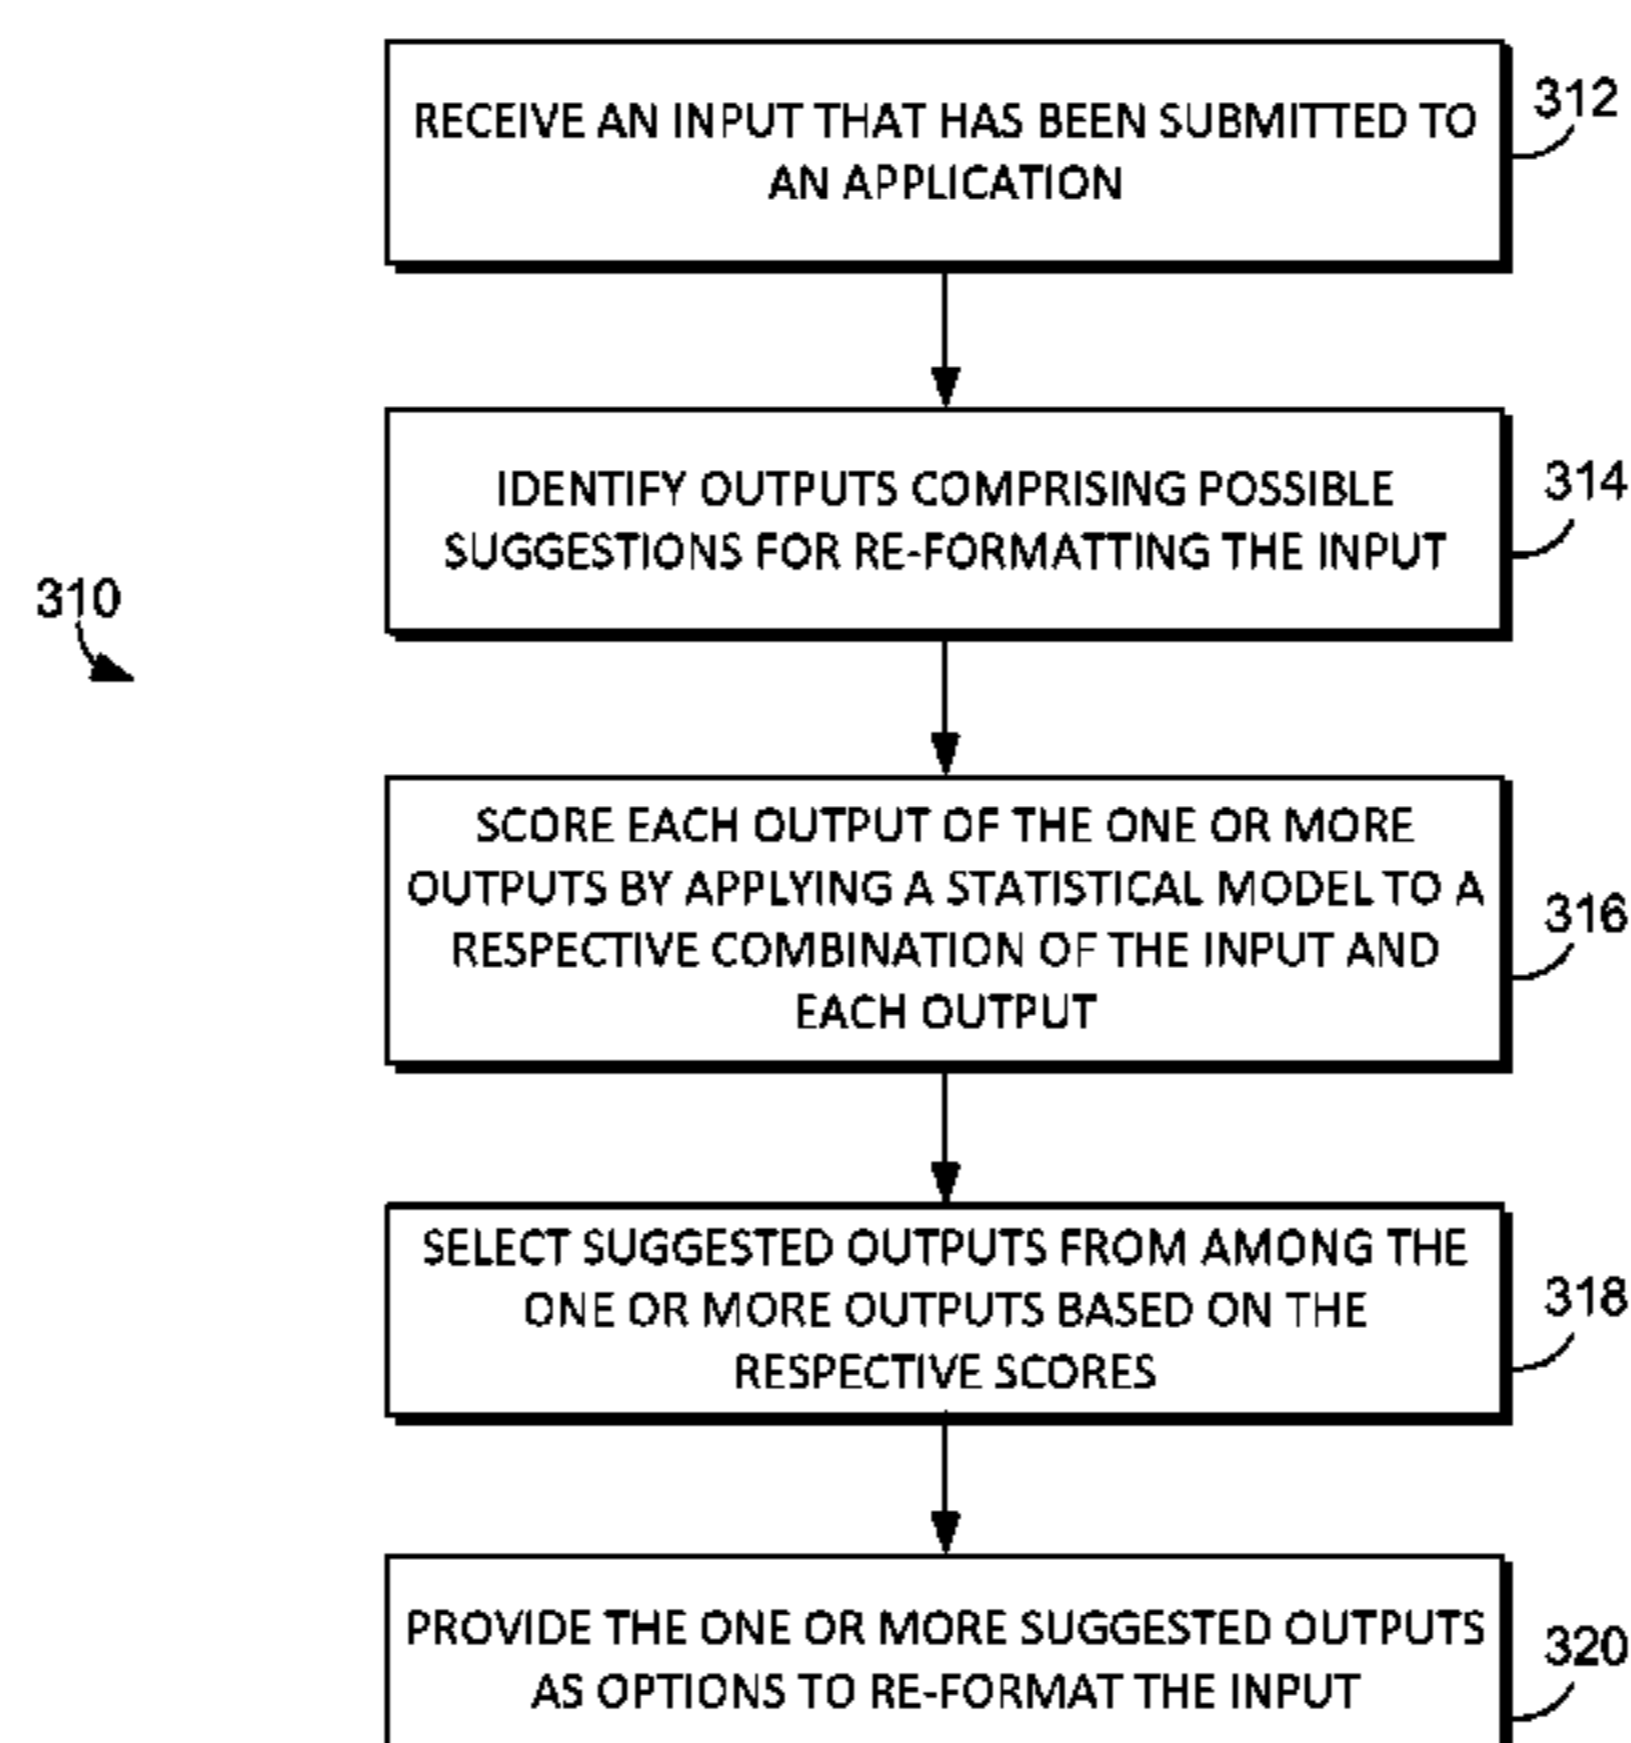 RECEIVE AN INPUT THAT HAS BEEN SUBMITTED TO
AN APPLICATION
312
IDENTIFY OUTPUTS COMPRISING POSSIBLE
SUGGESTIONS FOR RE-FORMATTING THE INPUT
314
310
SCORE EACH OUTPUT OF THE ONE OR MORE
OUTPUTS BY APPLYING A STATISTICAL MODEL TO A
RESPECTIVE COMBINATION OF THE INPUT AND
EACH OUTPUT
316
SELECT SUGGESTED OUTPUTS FROM AMONG THE
ONE OR MORE OUTPUTS BASED ON THE
RESPECTIVE SCORES
318
PROVIDE THE ONE OR MORE SUGGESTED OUTPUTS
AS OPTIONS TO RE-FORMAT THE INPUT
320